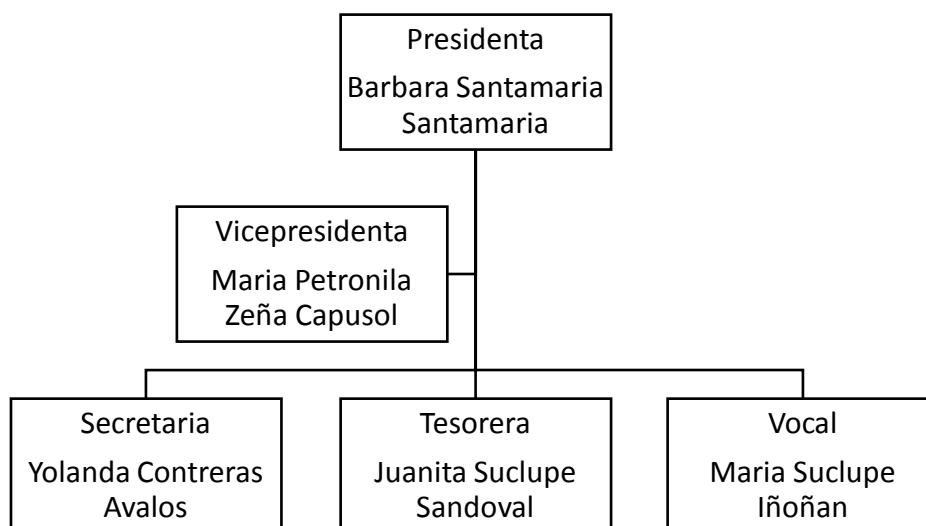 Presidenta
Barbara Santamaria
Santamaria
Vicepresidenta
Maria Petronila
Zeña Capusol
Secretaria
Yolanda Contreras
Avalos
Tesorera
Juanita Suclupe
Sandoval
Vocal
Maria Suclupe
Iñoñan